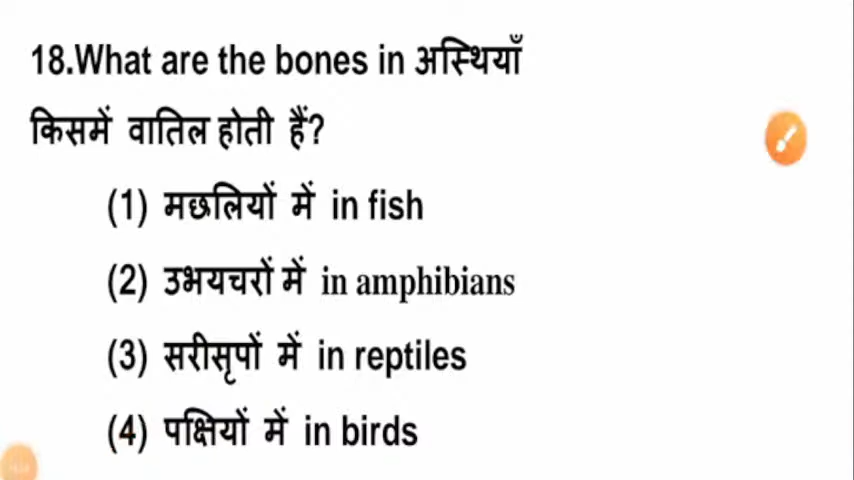 18.What are the bones in अस्थियाँ
किसमें वातिल होती हैं?
(1) मछलियों में in fish
(2) उभयचरों में in amphibians
(3) सरीसृपों में in reptiles
(4) पक्षियों में in birds